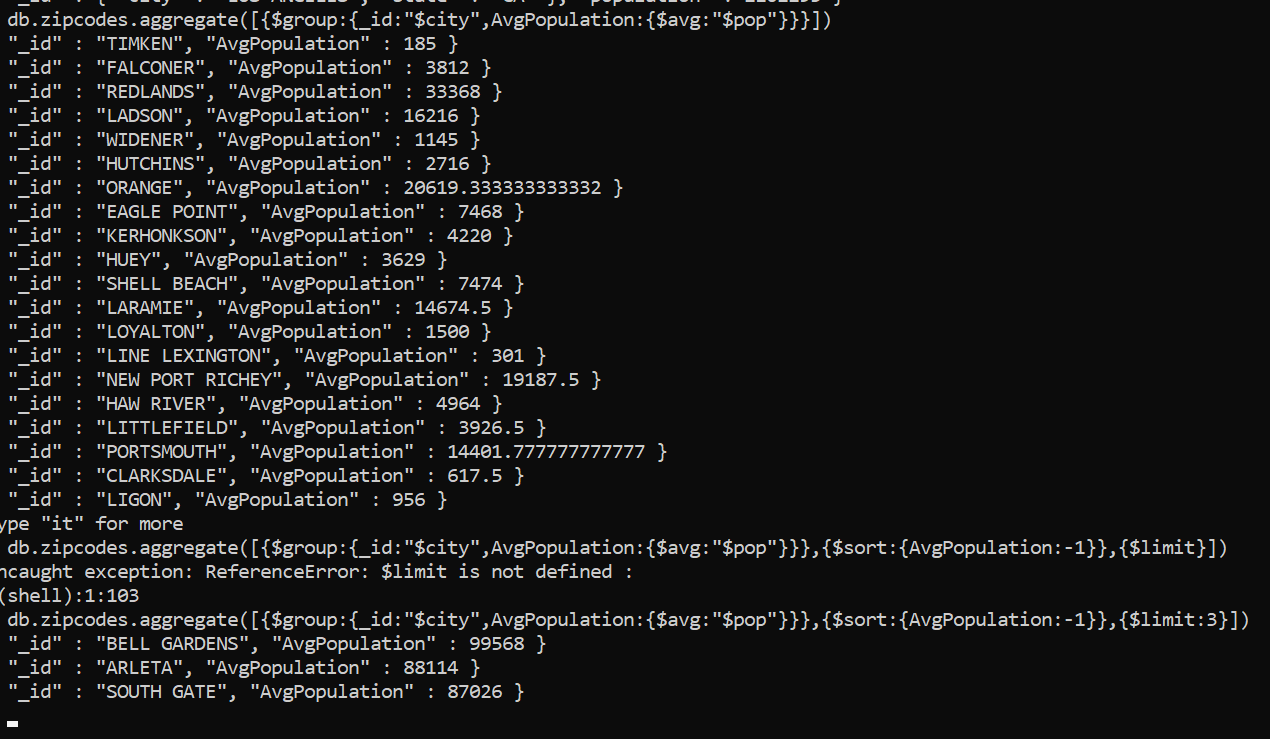 db.zipcodes.aggregate([{$group:{_id:"$city",AvgPopulation:{$avg:"$pop"}}}])
"_id" : "TIMKEN", "AvgPopulation" : 185 }
"_id" : "FALCONER", "AvgPopulation" : 3812 }
"_id" : "REDLANDS", "AvgPopulation" : 33368 }
"_id" : "LADSON", "AvgPopulation" : 16216 }
"_id" : "WIDENER", "AvgPopulation" : 1145 }
"_id" : "HUTCHINS", "AvgPopulation" : 2716 }
"_id" : "ORANGE", "AvgPopulation" : 20619.333333333332 }
"_id" : "EAGLE POINT", "AvgPopulation" : 7468 }
"_id" : "KERHONKSON", "AvgPopulation" : 4220 }
"_id" : "HUEY", "AvgPopulation" : 3629 }
"_id" : "SHELL BEACH", "AvgPopulation" : 7474 }
"_id" : "LARAMIE", "AvgPopulation" : 14674.5 }
"_id" : "LOYALTON", "AvgPopulation" : 1500 }
"_id" : "LINE LEXINGTON", "AvgPopulation" : 301 }
"_id" : "NEW PORT RICHEY", "AvgPopulation" : 19187.5 }
"_id" : "HAW RIVER", "AvgPopulation" : 4964 }
"_id" : "LITTLEFIELD", "AvgPopulation" : 3926.5 }
"_id" : "PORTSMOUTH", "AvgPopulation" : 14401.777777777777 }
"_id" : "CLARKSDALE", "AvgPopulation" : 617.5 }
"_id" : "LIGON", "AvgPopulation" : 956 }
ype "it" for more
db.zipcodes.aggregate([{$group:{_id:"$city",AvgPopulation:{$avg:"$pop"}}},{$sort:{AvgPopulation:-1}},{$limit}])
ncaught exception: ReferenceError: $limit is not defined :
(shell):1:103
db.zipcodes.aggregate([{$group:{_id:"$city",AvgPopulation:{$avg:"$pop"}}},{$sort:{AvgPopulation:-1}},{$limit:3}])
"_id" : "BELL GARDENS", "AvgPopulation" : 99568 }
"_id" : "ARLETA", "AvgPopulation" : 88114 }
"_id" : "SOUTH GATE", "AvgPopulation" : 87026 }